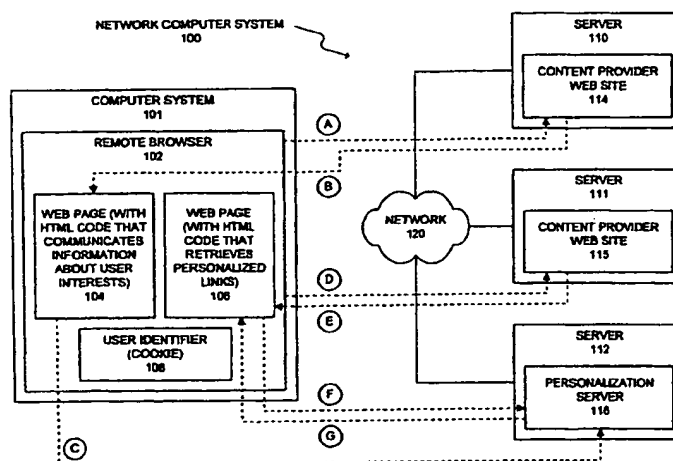 NETWORK COMPUTER SYSTEM
100
SERVER
110
CONTENT PROVIDER
WEB SITE
114
COMPUTER SYSTEM
101
REMOTE BROWSER
102
A
B
WEB PAGE (WITH
HTML CODE THAT
COMMUNICATES
INFORMATION
ABOUT USER
INTERESTS)
104
WEB PAGE
(WITH HTML
CODE THAT
RETRIEVES
PERSONALIZED
LINKS)
106
NETWORK
120
SERVER
111
CONTENT PROVIDER
WEB SITE
115
D
E
USER IDENTIFIER
(COOKIE)
108
SERVER
112
PERSONALIZATION
SERVER
116
F
G
C